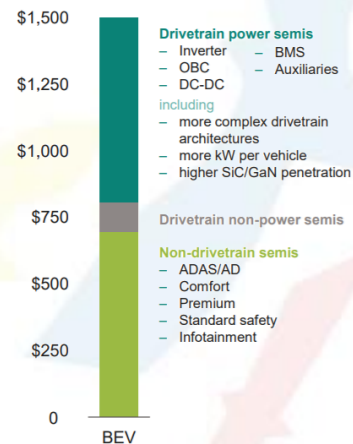 $1,500
$1,250
$1,000
$750
$500
$250
0
BEV
Drivetrain power semis
– Inverter – BMS
– OBC – Auxiliaries
– DC-DC
including
– more complex drivetrain
architectures
– more kW per vehicle
– higher SiC/GaN penetration
Drivetrain non-power semis
Non-drivetrain semis
– ADAS/AD
– Comfort
– Premium
– Standard safety
– Infotainment